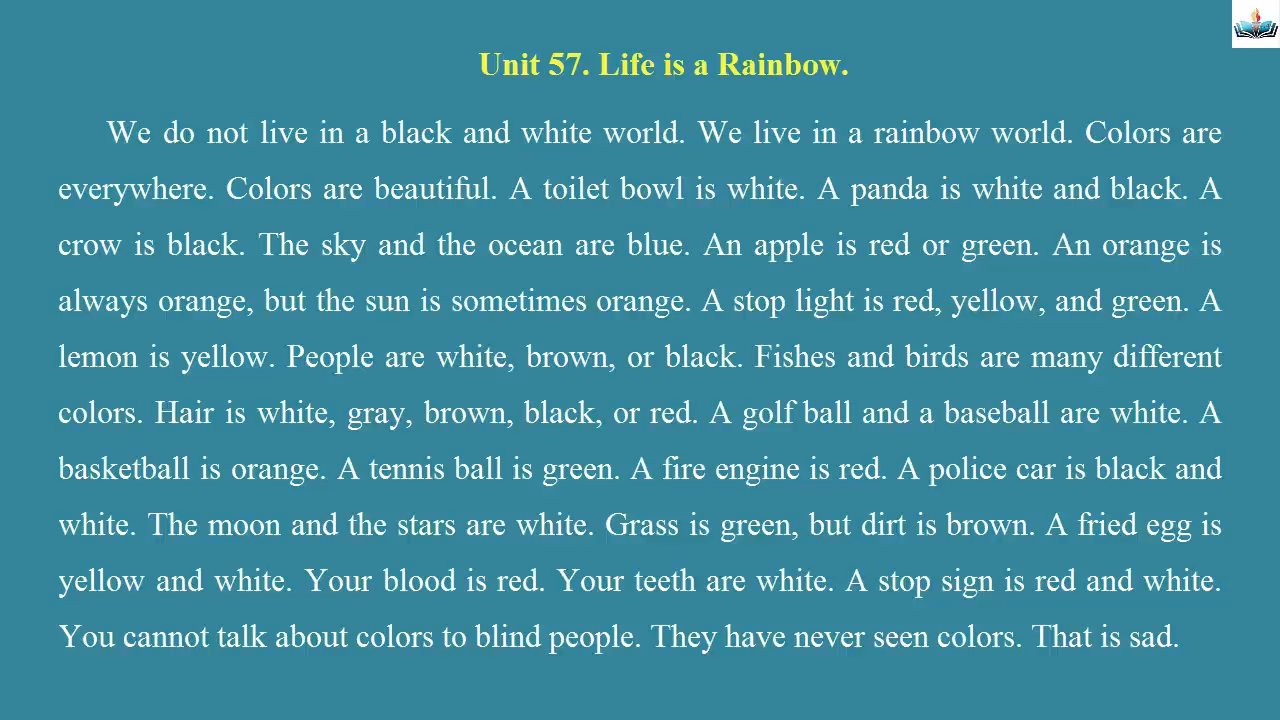 Unit 57. Life is a Rainbow.
We do not live in a black and white world. We live in a rainbow world. Colors are
everywhere. Colors are beautiful. A toilet bowl is white. A panda is white and black. A
crow is black. The sky and the ocean are blue. An apple is red or green. An orange is
always orange, but the sun is sometimes orange. A stop light is red, yellow, and green. A
lemon is yellow. People are white, brown, or black. Fishes and birds are many different
colors. Hair is white, gray, brown, black, or red. A golf ball and a baseball are white. A
basketball is orange. A tennis ball is green. A fire engine is red. A police car is black and
white. The moon and the stars are white. Grass is green, but dirt is brown. A fried egg is
yellow and white. Your blood is red. Your teeth are white. A stop sign is red and white.
You cannot talk about colors to blind people. They have never seen colors. That is sad.